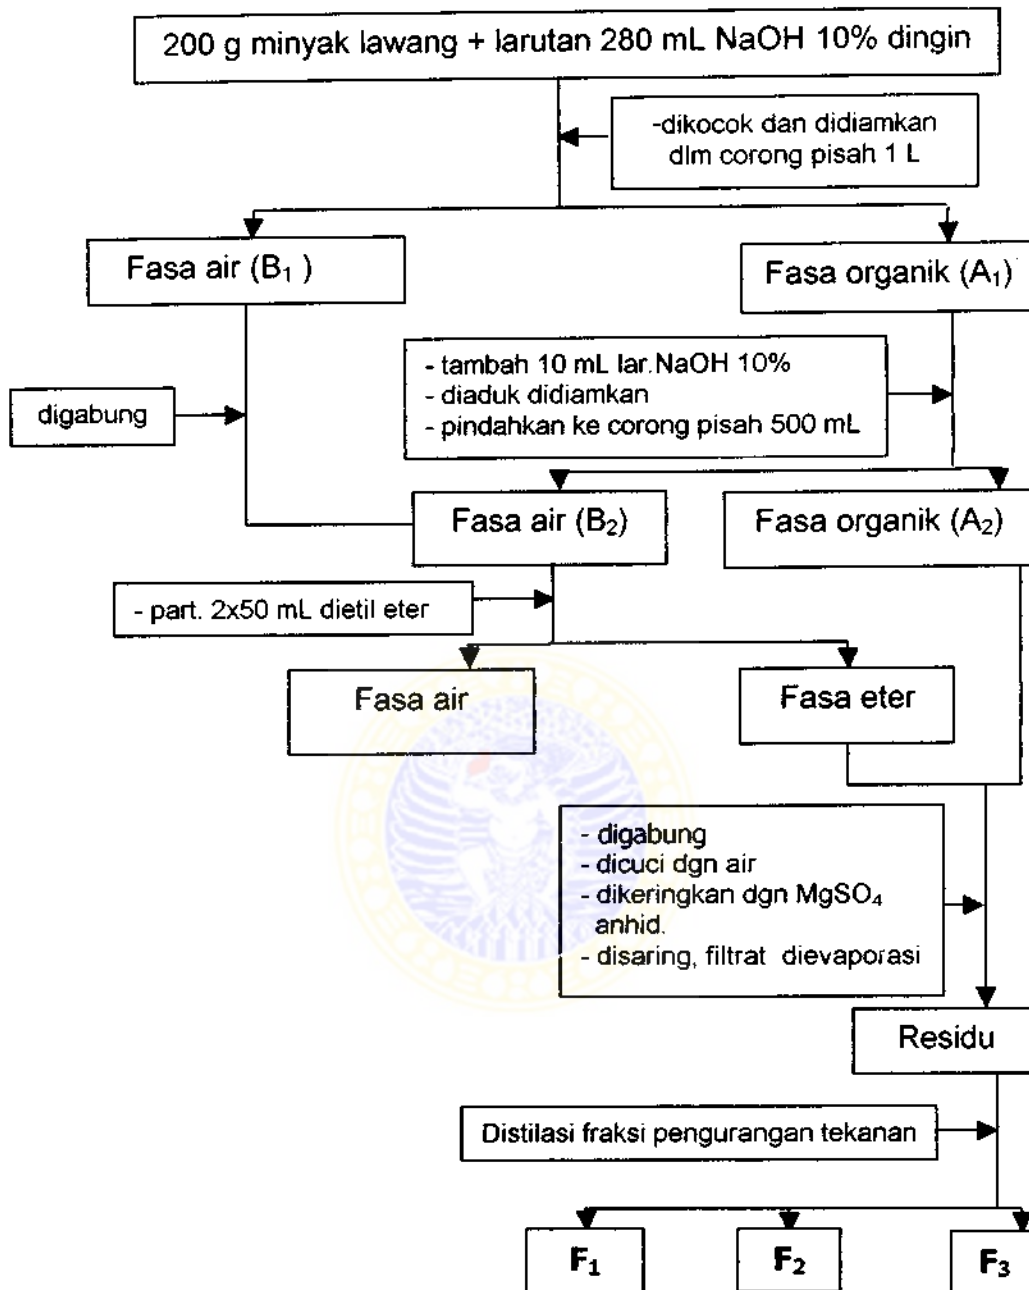 200 g minyak lawang + larutan 280 mL NaOH 10% dingin
-dikocok dan didiamkan
dlm corong pisah 1 L
Fasa air (B₁ )
Fasa organik (A₁)
- tambah 10 mL lar.NaOH 10%
- diaduk didiamkan
- pindahkan ke corong pisah 500 mL
digabung
Fasa air (B₂)
Fasa organik (A₂)
- part. 2x50 mL dietil eter
Fasa air
Fasa eter
- digabung
- dicuci dgn air
- dikeringkan dgn MgSO₄
anhid.
- disaring, filtrat dievaporasi
Residu
Distilasi fraksi pengurangan tekanan
F₁
F₂
F₃